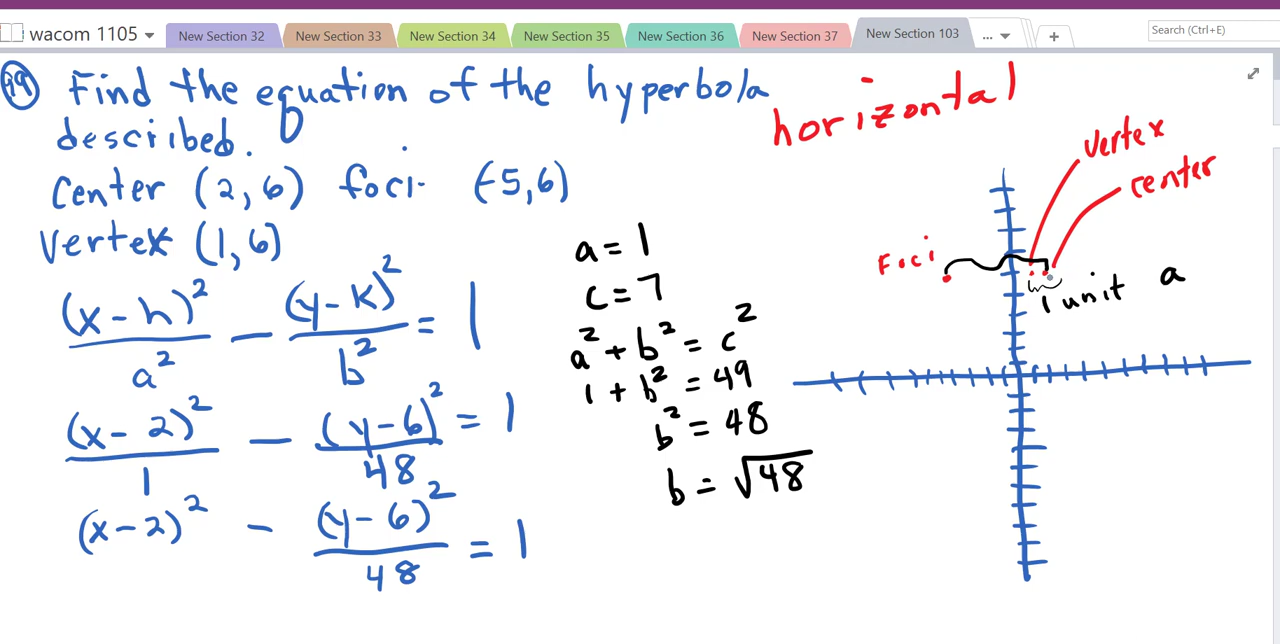 wacom 1105
New Section 32
New Section 33
New Section 34
New Section 35
New Section 36
New Section 37
New Section 103
...
Search (Ctrl+E)
Find the equation of the hyperbola
described.
Center (2,6) foci (-5,6)
Vertex (1,6)
(x-h)²/a² - (y-k)²/b² = 1
(x-2)²/1 - (y-6)²/48 = 1
(x-2)² - (y-6)²/48 = 1
a = 1
c = 7
a² + b² = c²
1 + b² = 49
b² = 48
b = √48
horizontal
vertex
center
Foci
1 unit a